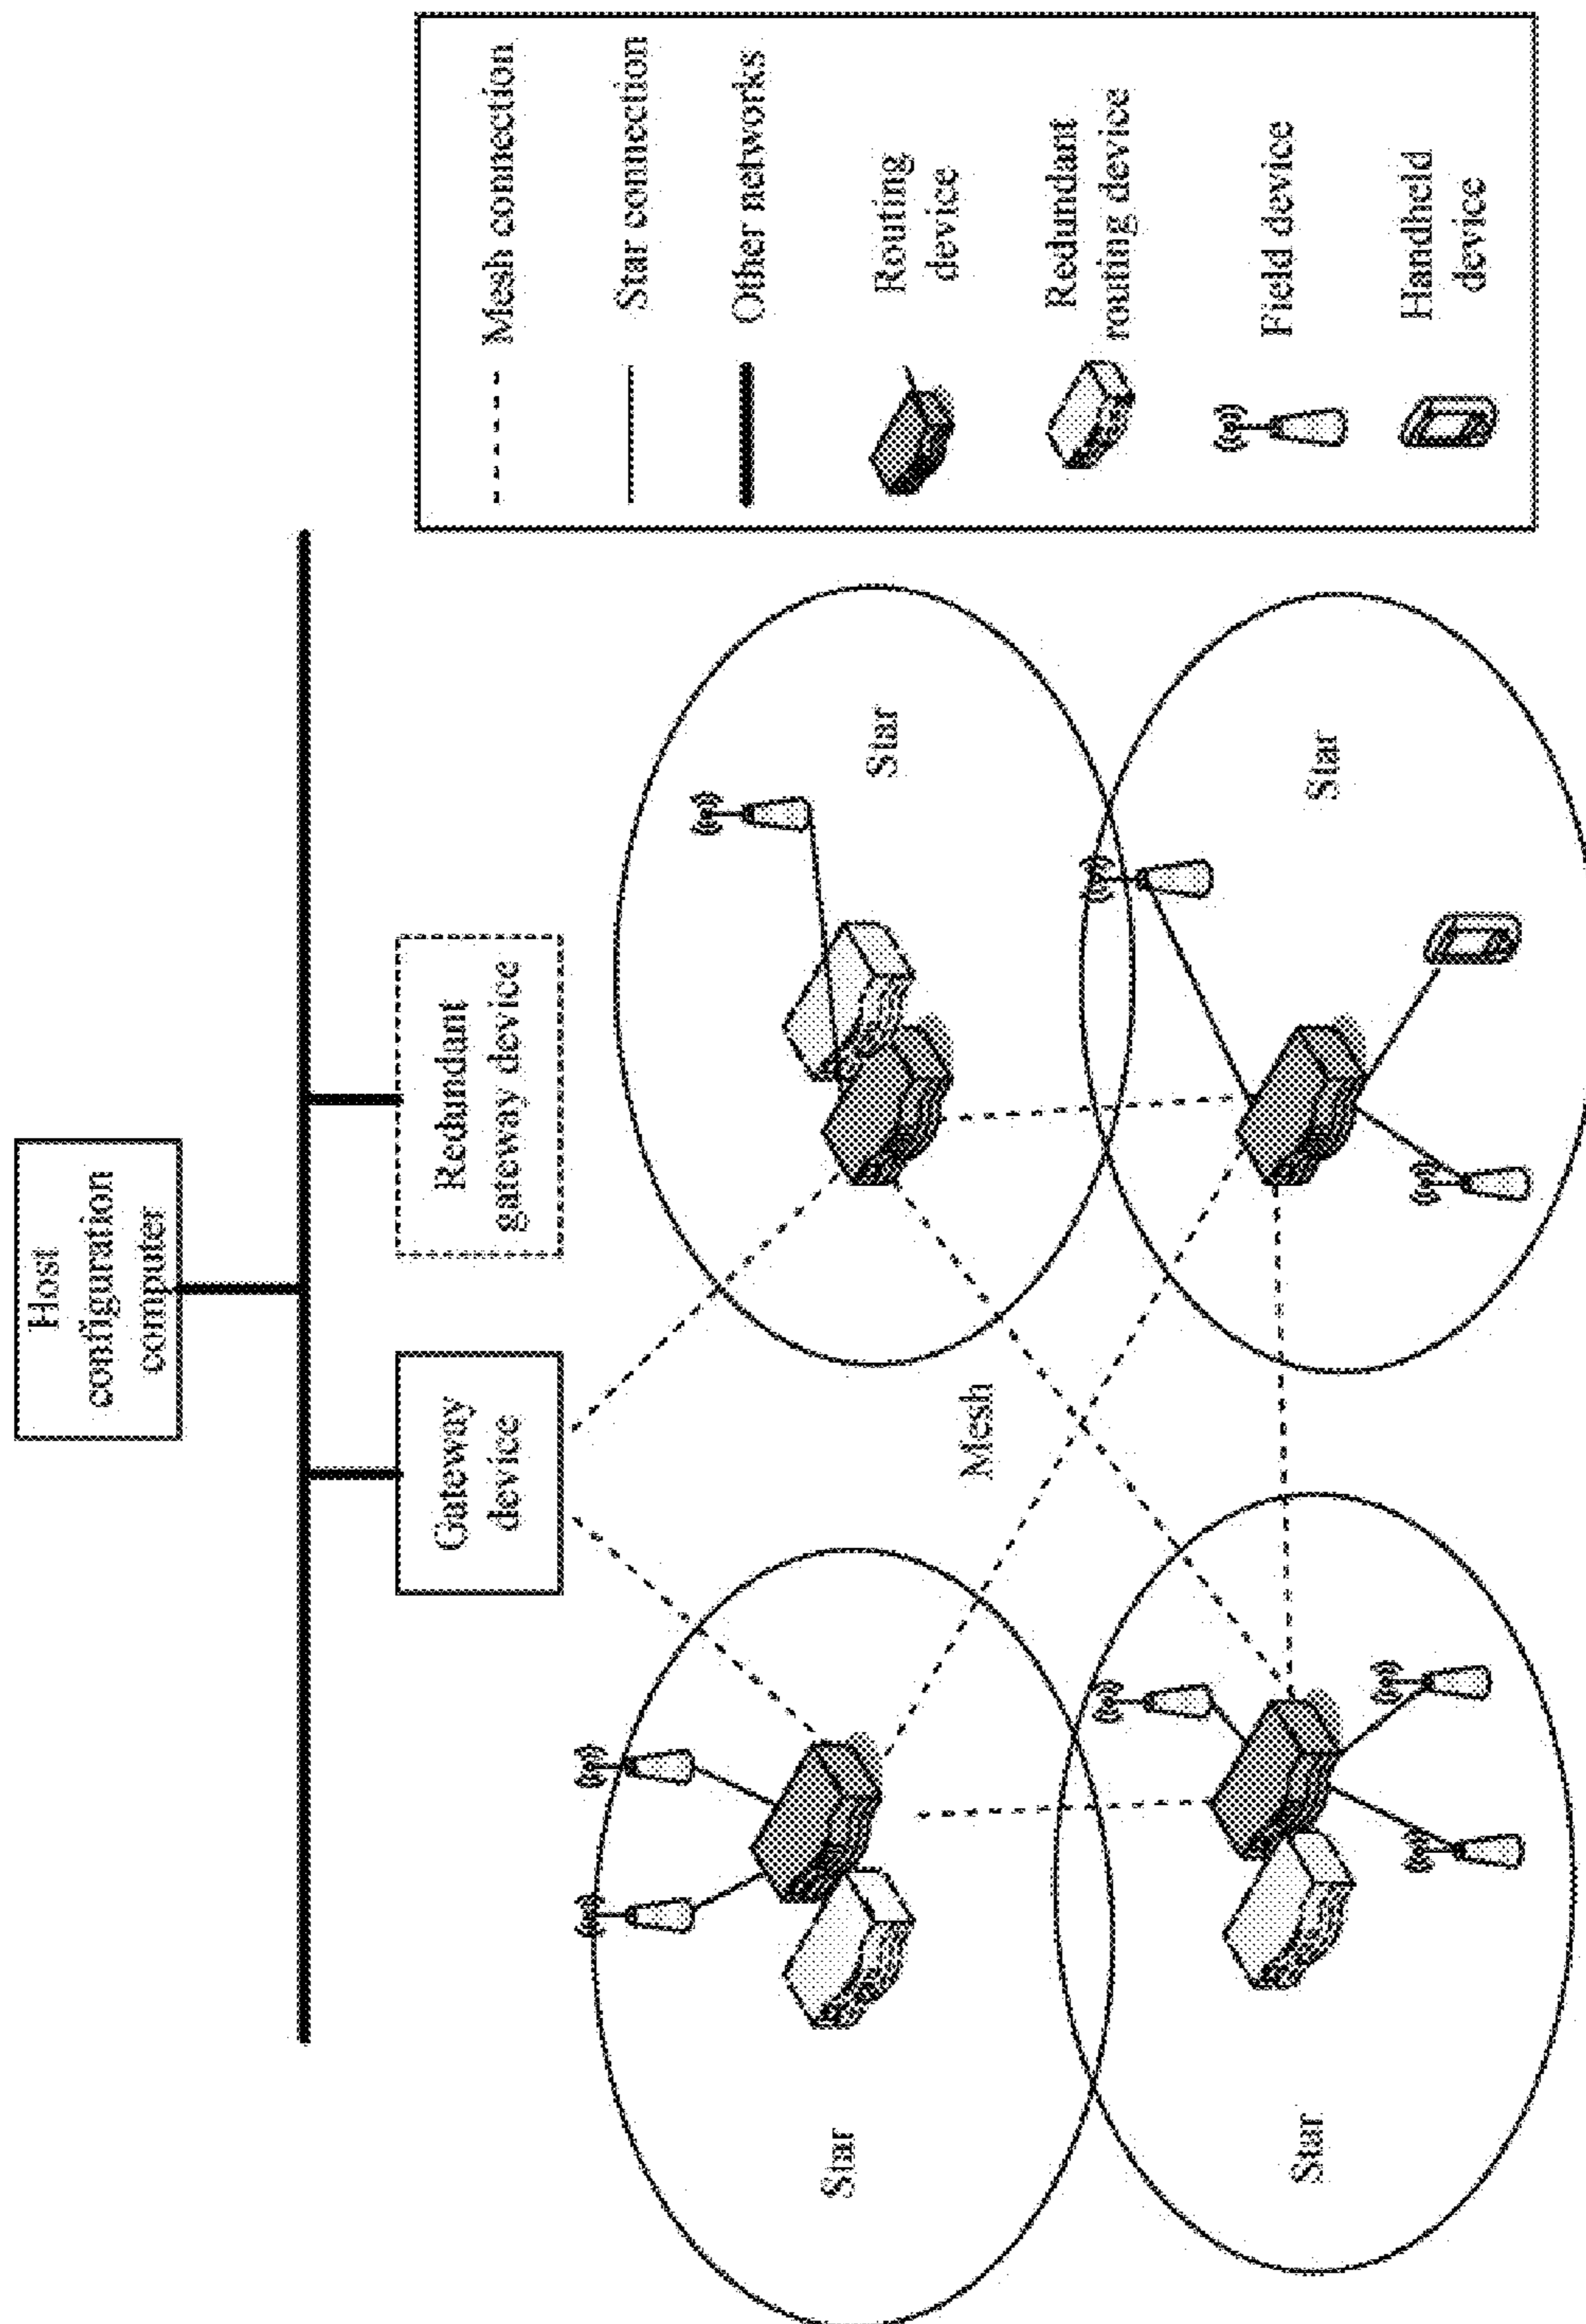 Host
configuration
computer
Gateway
device
Redundant
gateway device
Star
Star
Mesh
Star
Star
Mesh connection
Star connection
Other networks
Routing
device
Redundant
routing device
Field device
Handheld
device